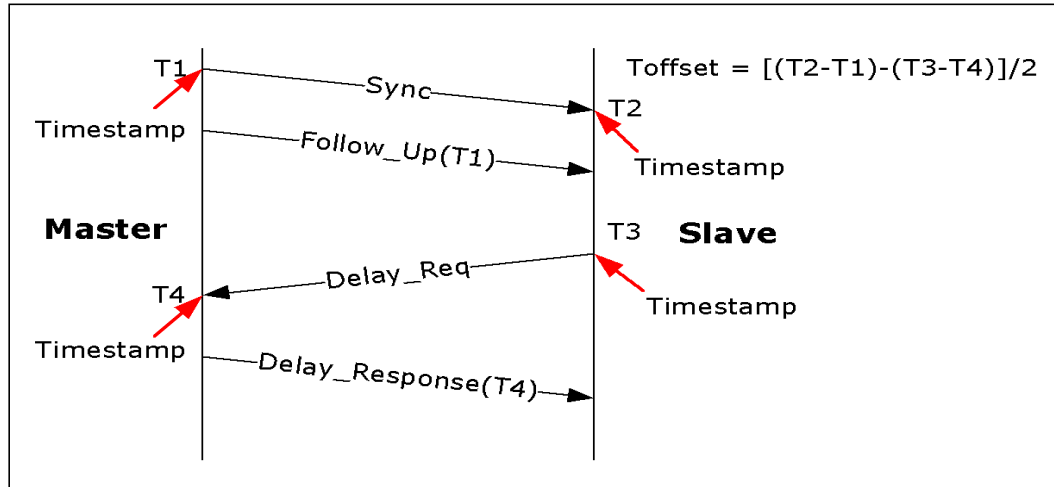 T1
Toffset = [(T2-T1)-(T3-T4)]/2
Sync
T2
Timestamp
Follow_Up(T1)
Timestamp
Master
T3
Slave
Delay_Req
T4
Timestamp
Timestamp
Delay_Response(T4)